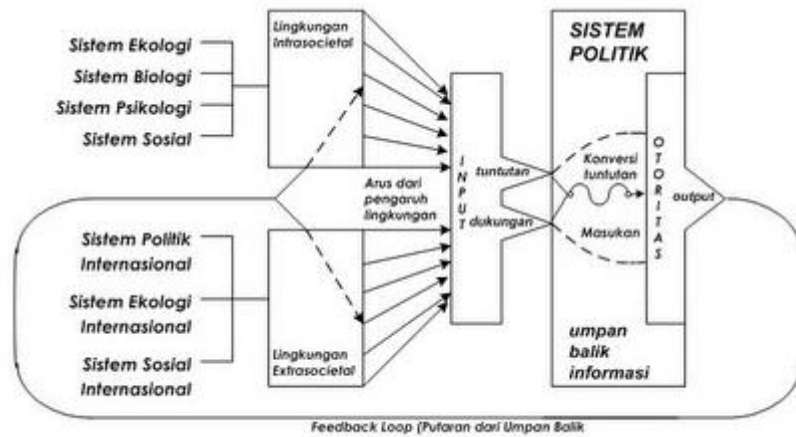 Sistem Ekologi
Sistem Biologi
Sistem Psikologi
Sistem Sosial
Lingkungan
Intrasocietal
Arus dari
pengaruh
lingkungan
Sistem Politik
Internasional
Sistem Ekologi
Internasional
Sistem Sosial
Internasional
Lingkungan
Extrasocietal
INPUT
tuntutan
dukungan
SISTEM
POLITIK
Konversi
tuntutan
Masukan
OTORITAS
output
umpan
balik
informasi
Feedback Loop (Putaran dari Umpan Balik